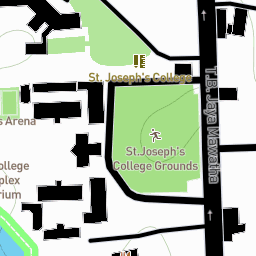 St. Joseph's College
T.B. Jaya Mawatha
s Arena
St.Joseph's
College Grounds
College
plex
rium